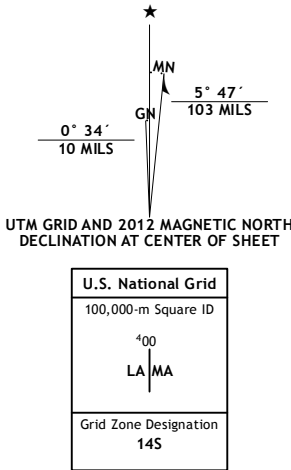 ★
MN
GN
5° 47´
103 MILS
0° 34´
10 MILS
UTM GRID AND 2012 MAGNETIC NORTH
DECLINATION AT CENTER OF SHEET
U.S. National Grid
100,000-m Square ID
⁴00
LA MA
Grid Zone Designation
14S